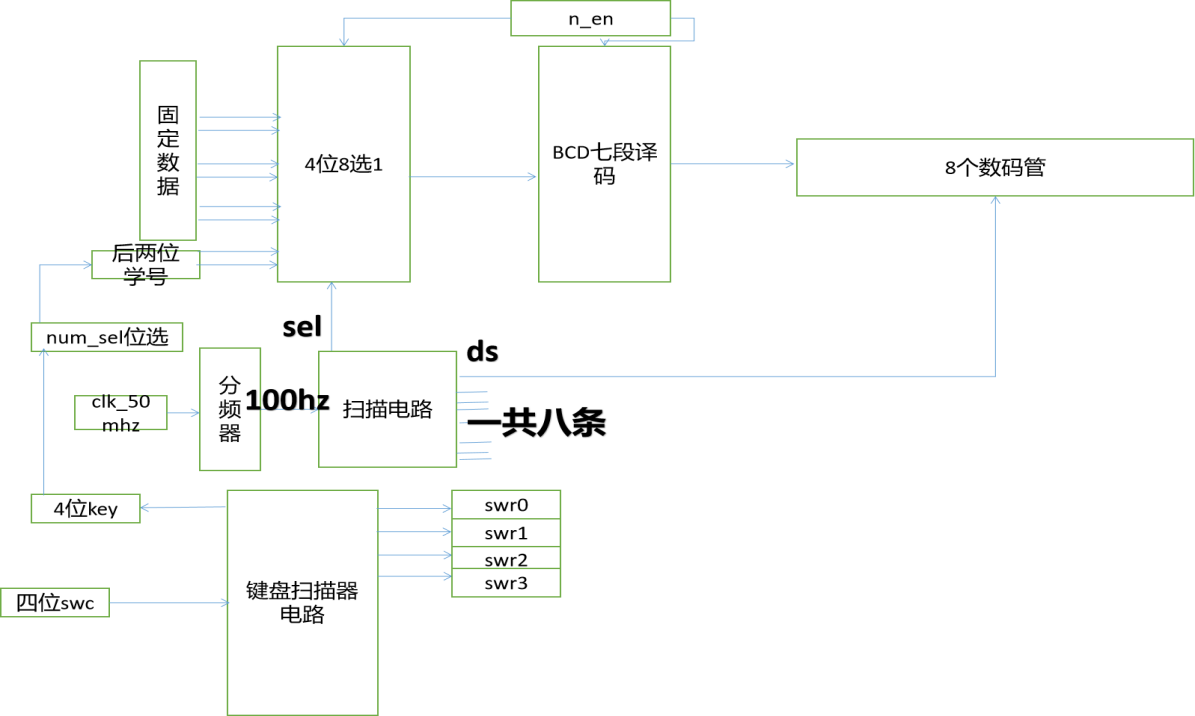 n_en
固
定
数
据
4位8选1
BCD七段译
码
8个数码管
后两位
学号
num_sel位选
sel
ds
clk_50
mhz
分
频
器
100hz
扫描电路
一共八条
4位key
swr0
swr1
swr2
swr3
四位swc
键盘扫描器
电路